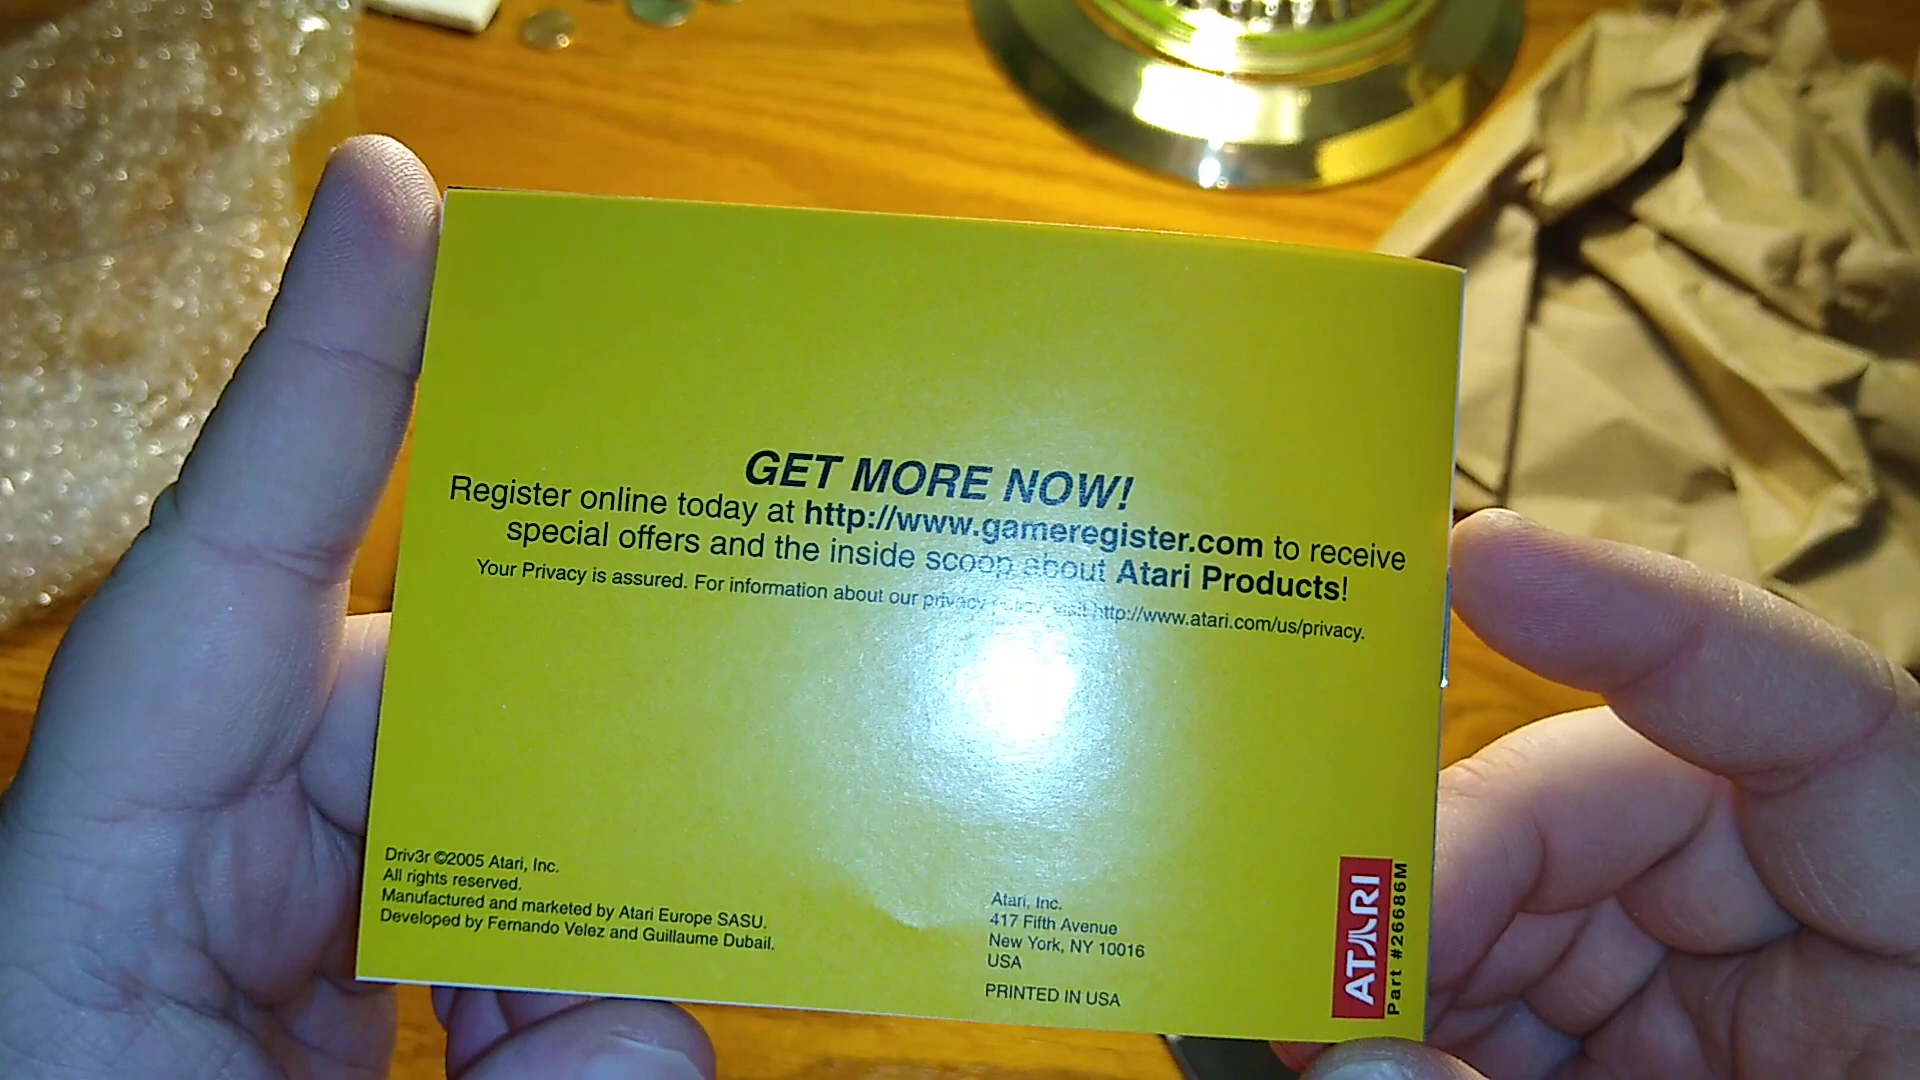 GET MORE NOW!
Register online today at http://www.gameregister.com to receive
special offers and the inside scoop about Atari Products!
Your Privacy is assured. For information about our privacy policy visit http://www.atari.com/us/privacy.
Driv3r ©2005 Atari, Inc.
All rights reserved.
Manufactured and marketed by Atari Europe SASU.
Developed by Fernando Velez and Guillaume Dubail.
Atari, Inc.
417 Fifth Avenue
New York, NY 10016
USA
PRINTED IN USA
ATARI
Part #26686M